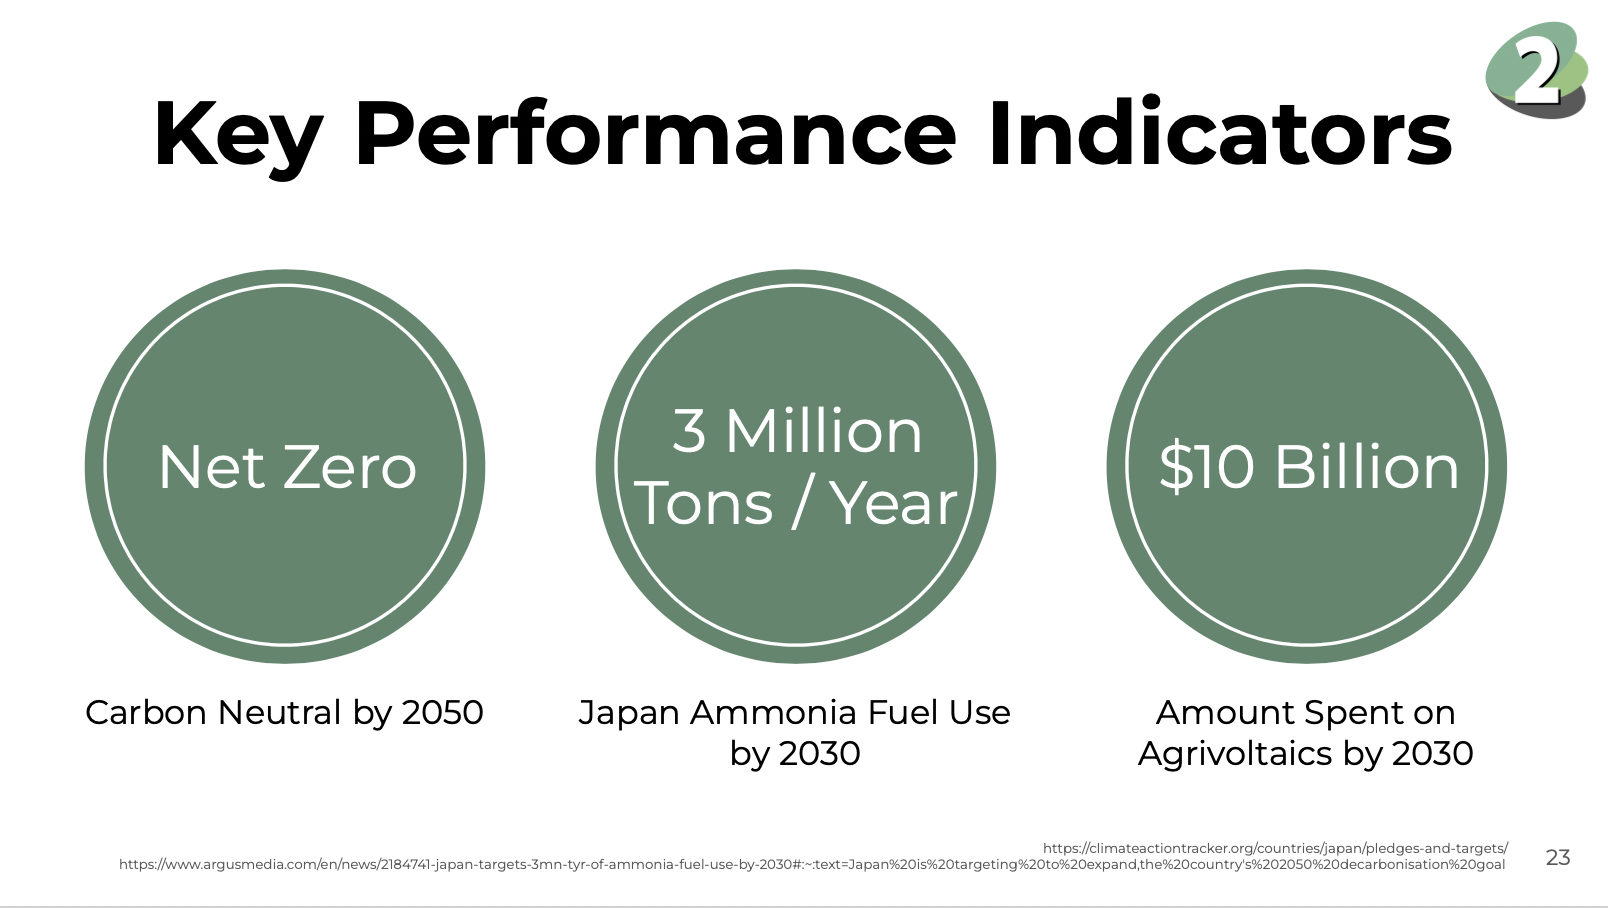 2
Key Performance Indicators
Net Zero
3 Million
Tons / Year
$10 Billion
Carbon Neutral by 2050
Japan Ammonia Fuel Use
by 2030
Amount Spent on
Agrivoltaics by 2030
https://climateactiontracker.org/countries/japan/pledges-and-targets/
https://www.argusmedia.com/en/news/2184741-japan-targets-3mn-tyr-of-ammonia-fuel-use-by-2030#:~:text=Japan%20is%20targeting%20to%20expand,the%20country's%202050%20decarbonisation%20goal
23